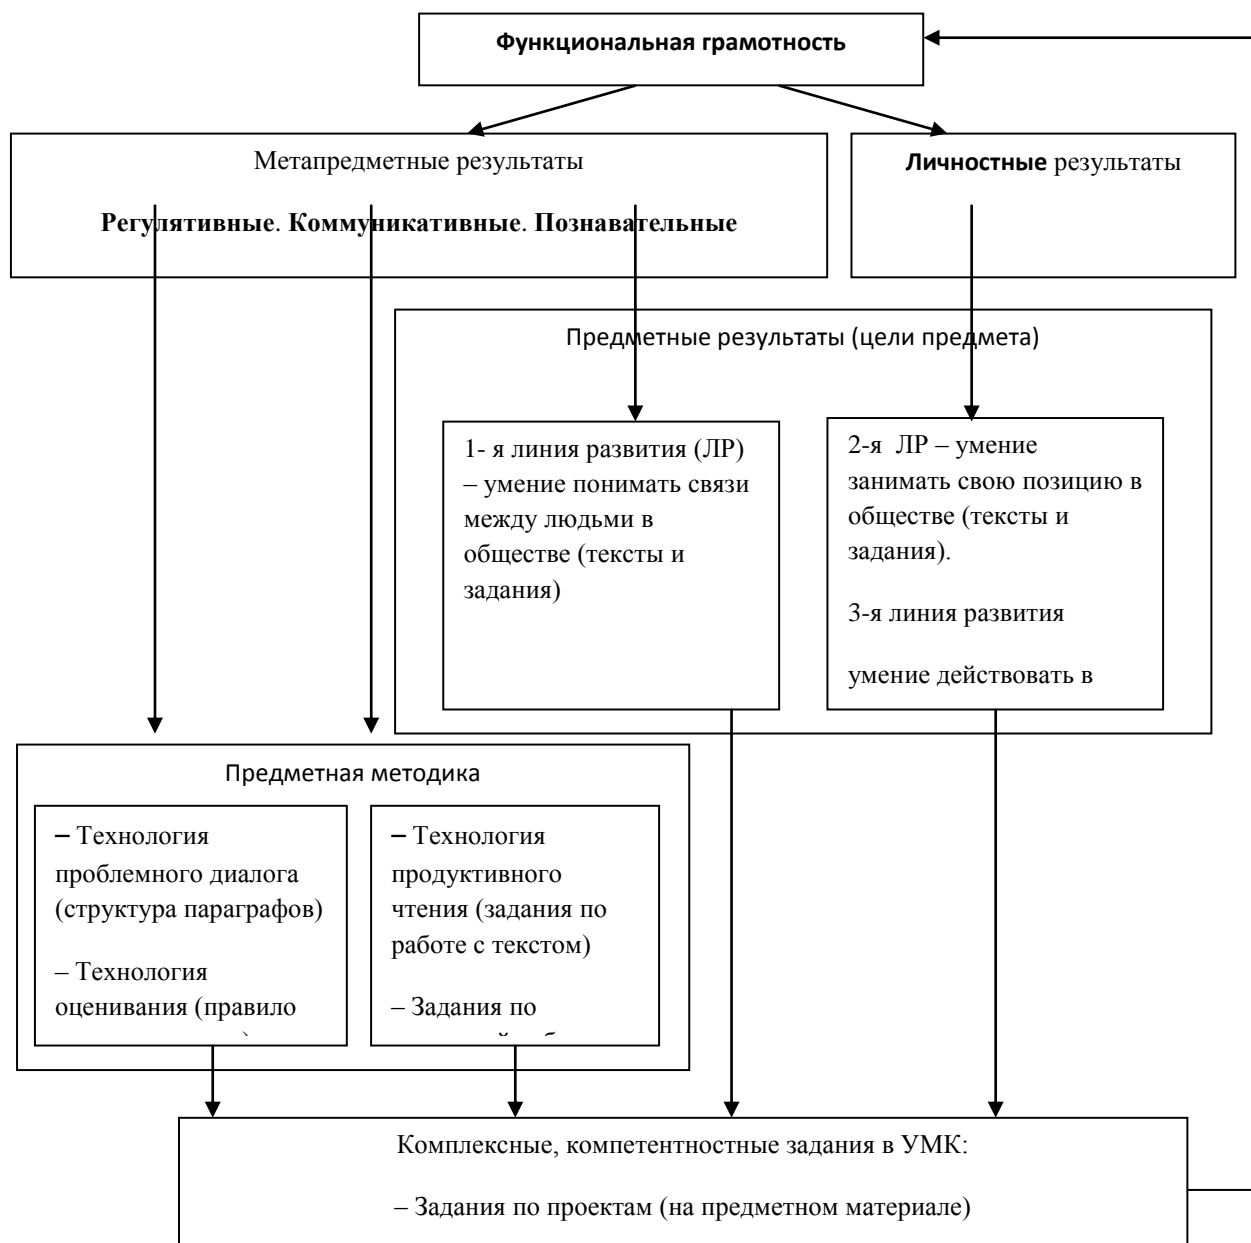 Функциональная грамотность
Метапредметные результаты
Регулятивные. Коммуникативные. Познавательные
Личностные результаты
Предметные результаты (цели предмета)
1- я линия развития (ЛР)
– умение понимать связи
между людьми в
обществе (тексты и
задания)
2-я ЛР – умение
занимать свою позицию в
обществе (тексты и
задания).
3-я линия развития
умение действовать в
Предметная методика
– Технология
проблемного диалога
(структура параграфов)
– Технология
оценивания (правило
– Технология
продуктивного
чтения (задания по
работе с текстом)
– Задания по
Комплексные, компетентностные задания в УМК:
– Задания по проектам (на предметном материале)